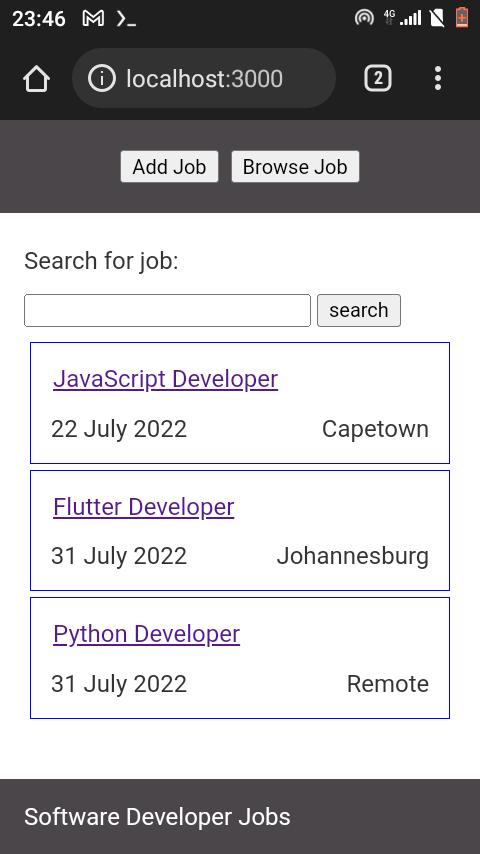 23:46
4G
localhost:3000
2
Add Job Browse Job
Search for job:
search
JavaScript Developer
22 July 2022 Capetown
Flutter Developer
31 July 2022 Johannesburg
Python Developer
31 July 2022 Remote
Software Developer Jobs